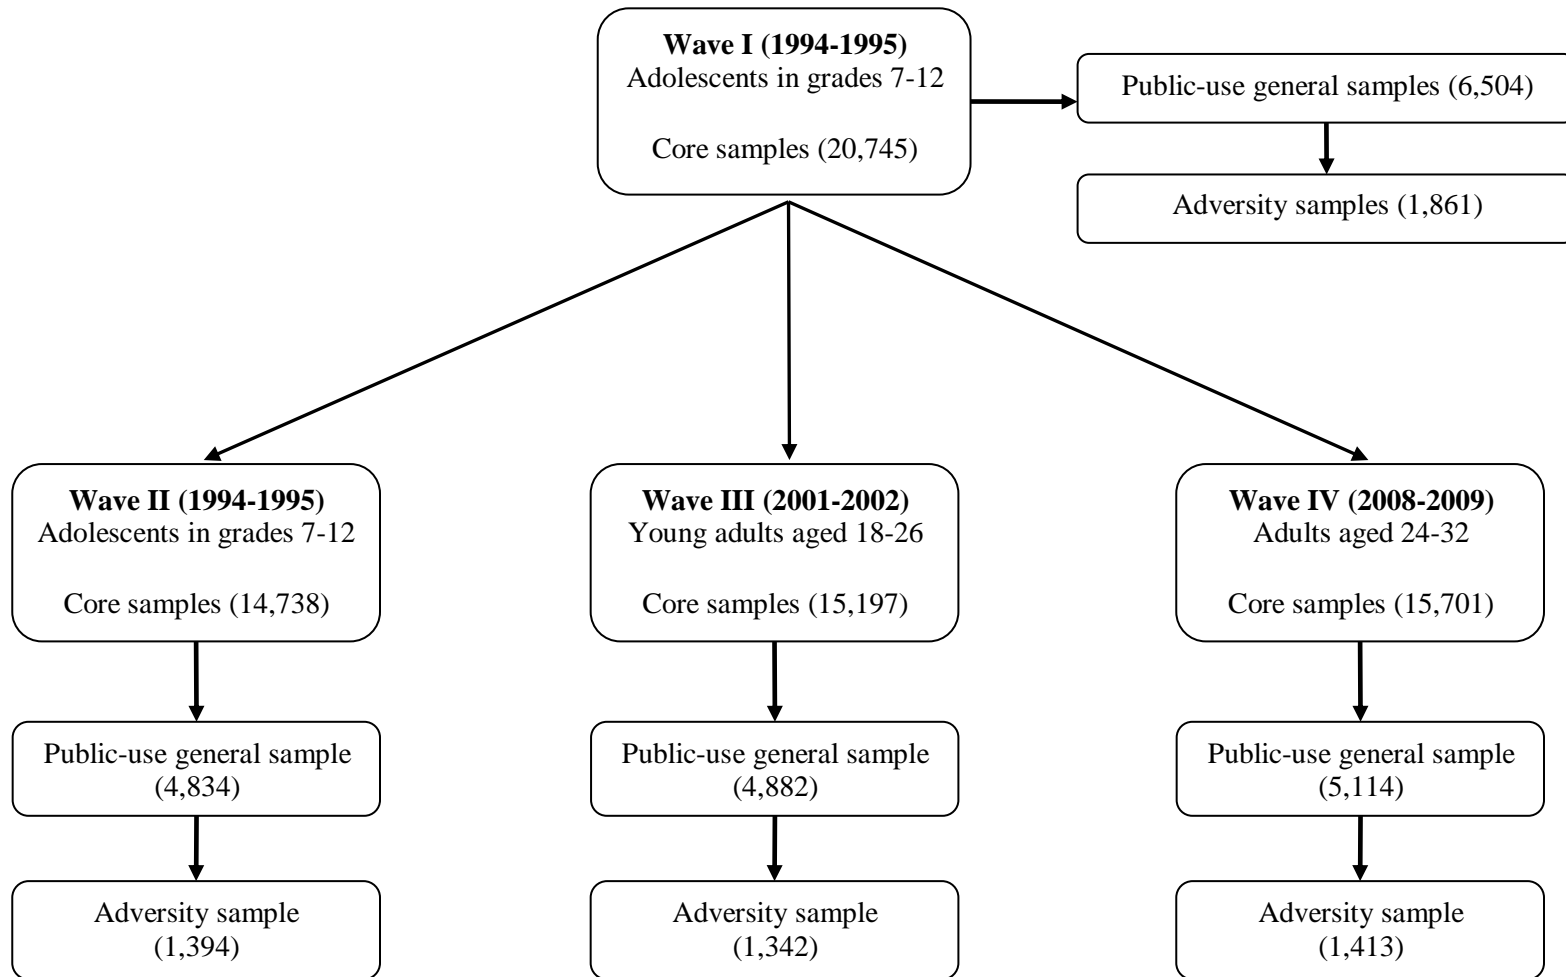 Wave I (1994-1995)
Adolescents in grades 7-12
Core samples (20,745)
Public-use general samples (6,504)
Adversity samples (1,861)
Wave II (1994-1995)
Adolescents in grades 7-12
Core samples (14,738)
Wave III (2001-2002)
Young adults aged 18-26
Core samples (15,197)
Wave IV (2008-2009)
Adults aged 24-32
Core samples (15,701)
Public-use general sample
(4,834)
Public-use general sample
(4,882)
Public-use general sample
(5,114)
Adversity sample
(1,394)
Adversity sample
(1,342)
Adversity sample
(1,413)